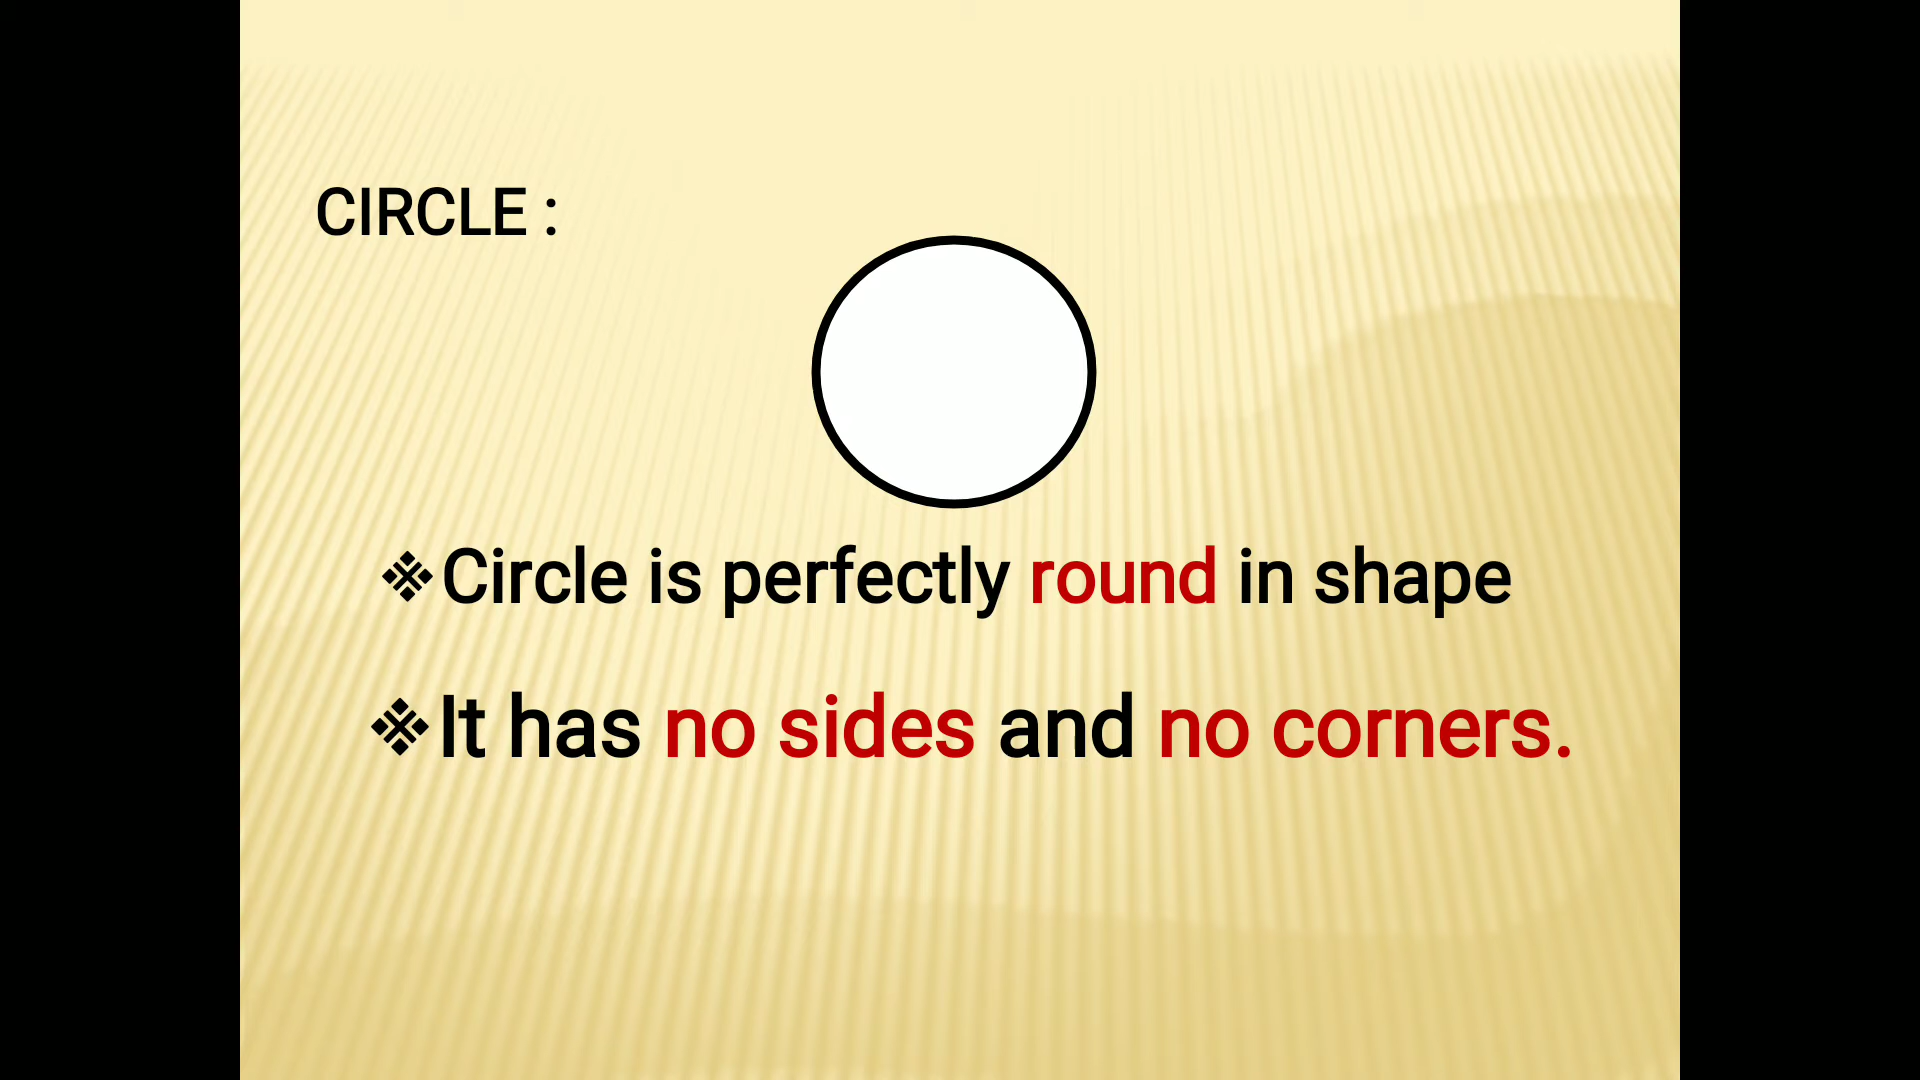 CIRCLE :
❖Circle is perfectly round in shape
❖It has no sides and no corners.